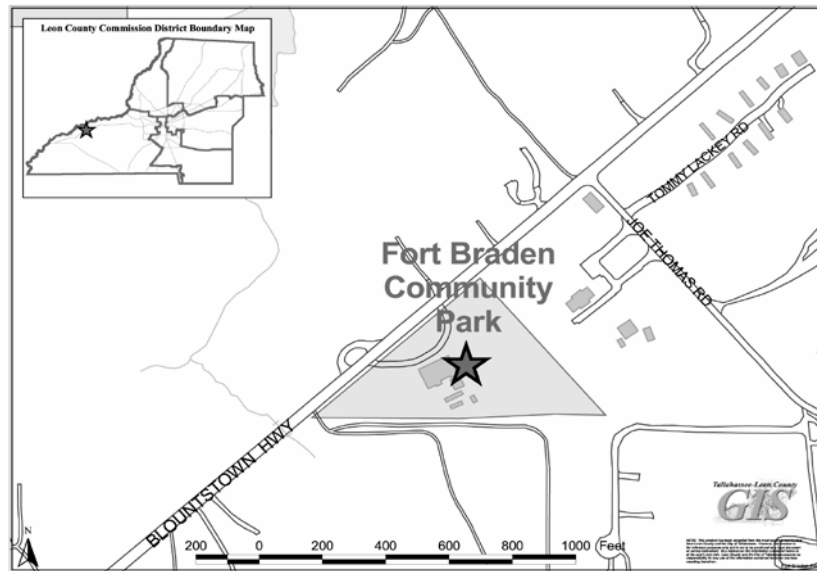 Leon County Commission District Boundary Map
TOMMY LACKEY RD
JOE THOMAS RD
Fort Braden
Community
Park
BLOUNTSTOWN HWY
N
200 0 200 400 600 800 1000 Feet
Tallahassee-Leon County
GIS